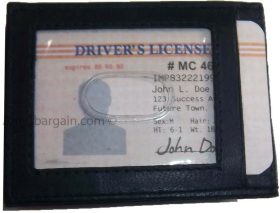 DRIVER'S LICENSE
# MC 46
expires
IMP83222199
John L. Doe
123 Success A
Future Town.
Sex:M Hair:
Ht: 6-1 Wt. 18
John Do
bargain.com